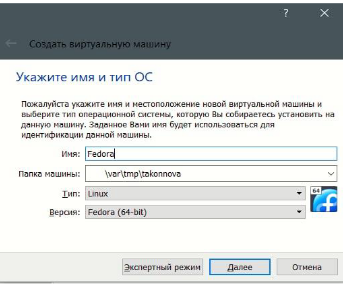 ?
Создать виртуальную машину
Укажите имя и тип ОС
Пожалуйста укажите имя и местоположение новой виртуальной машины и
выберите тип операционной системы, которую Вы собираетесь установить на
данную машину. Заданное Вами имя будет использоваться для
идентификации данной машины.
Имя: Fedora
Папка машины: \var\tmp\takonnova
Тип: Linux
64
Версия: Fedora (64-bit)
Экспертный режим Далее Отмена